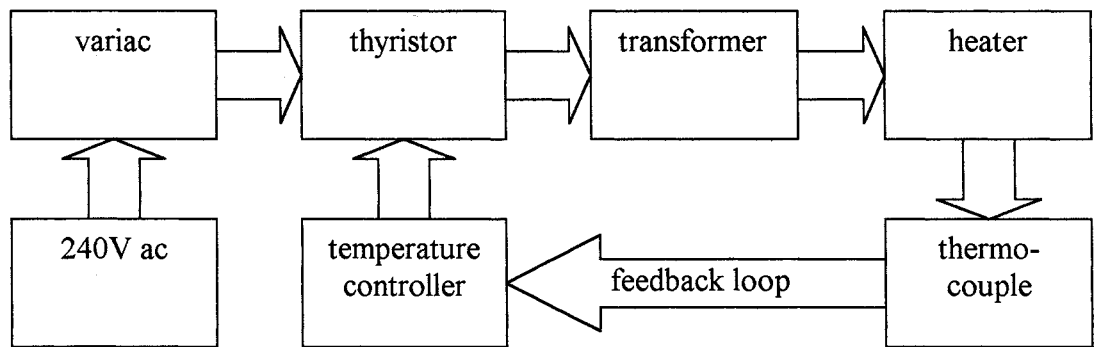 variac
thyristor
transformer
heater
240V ac
temperature
controller
feedback loop
thermo-
couple